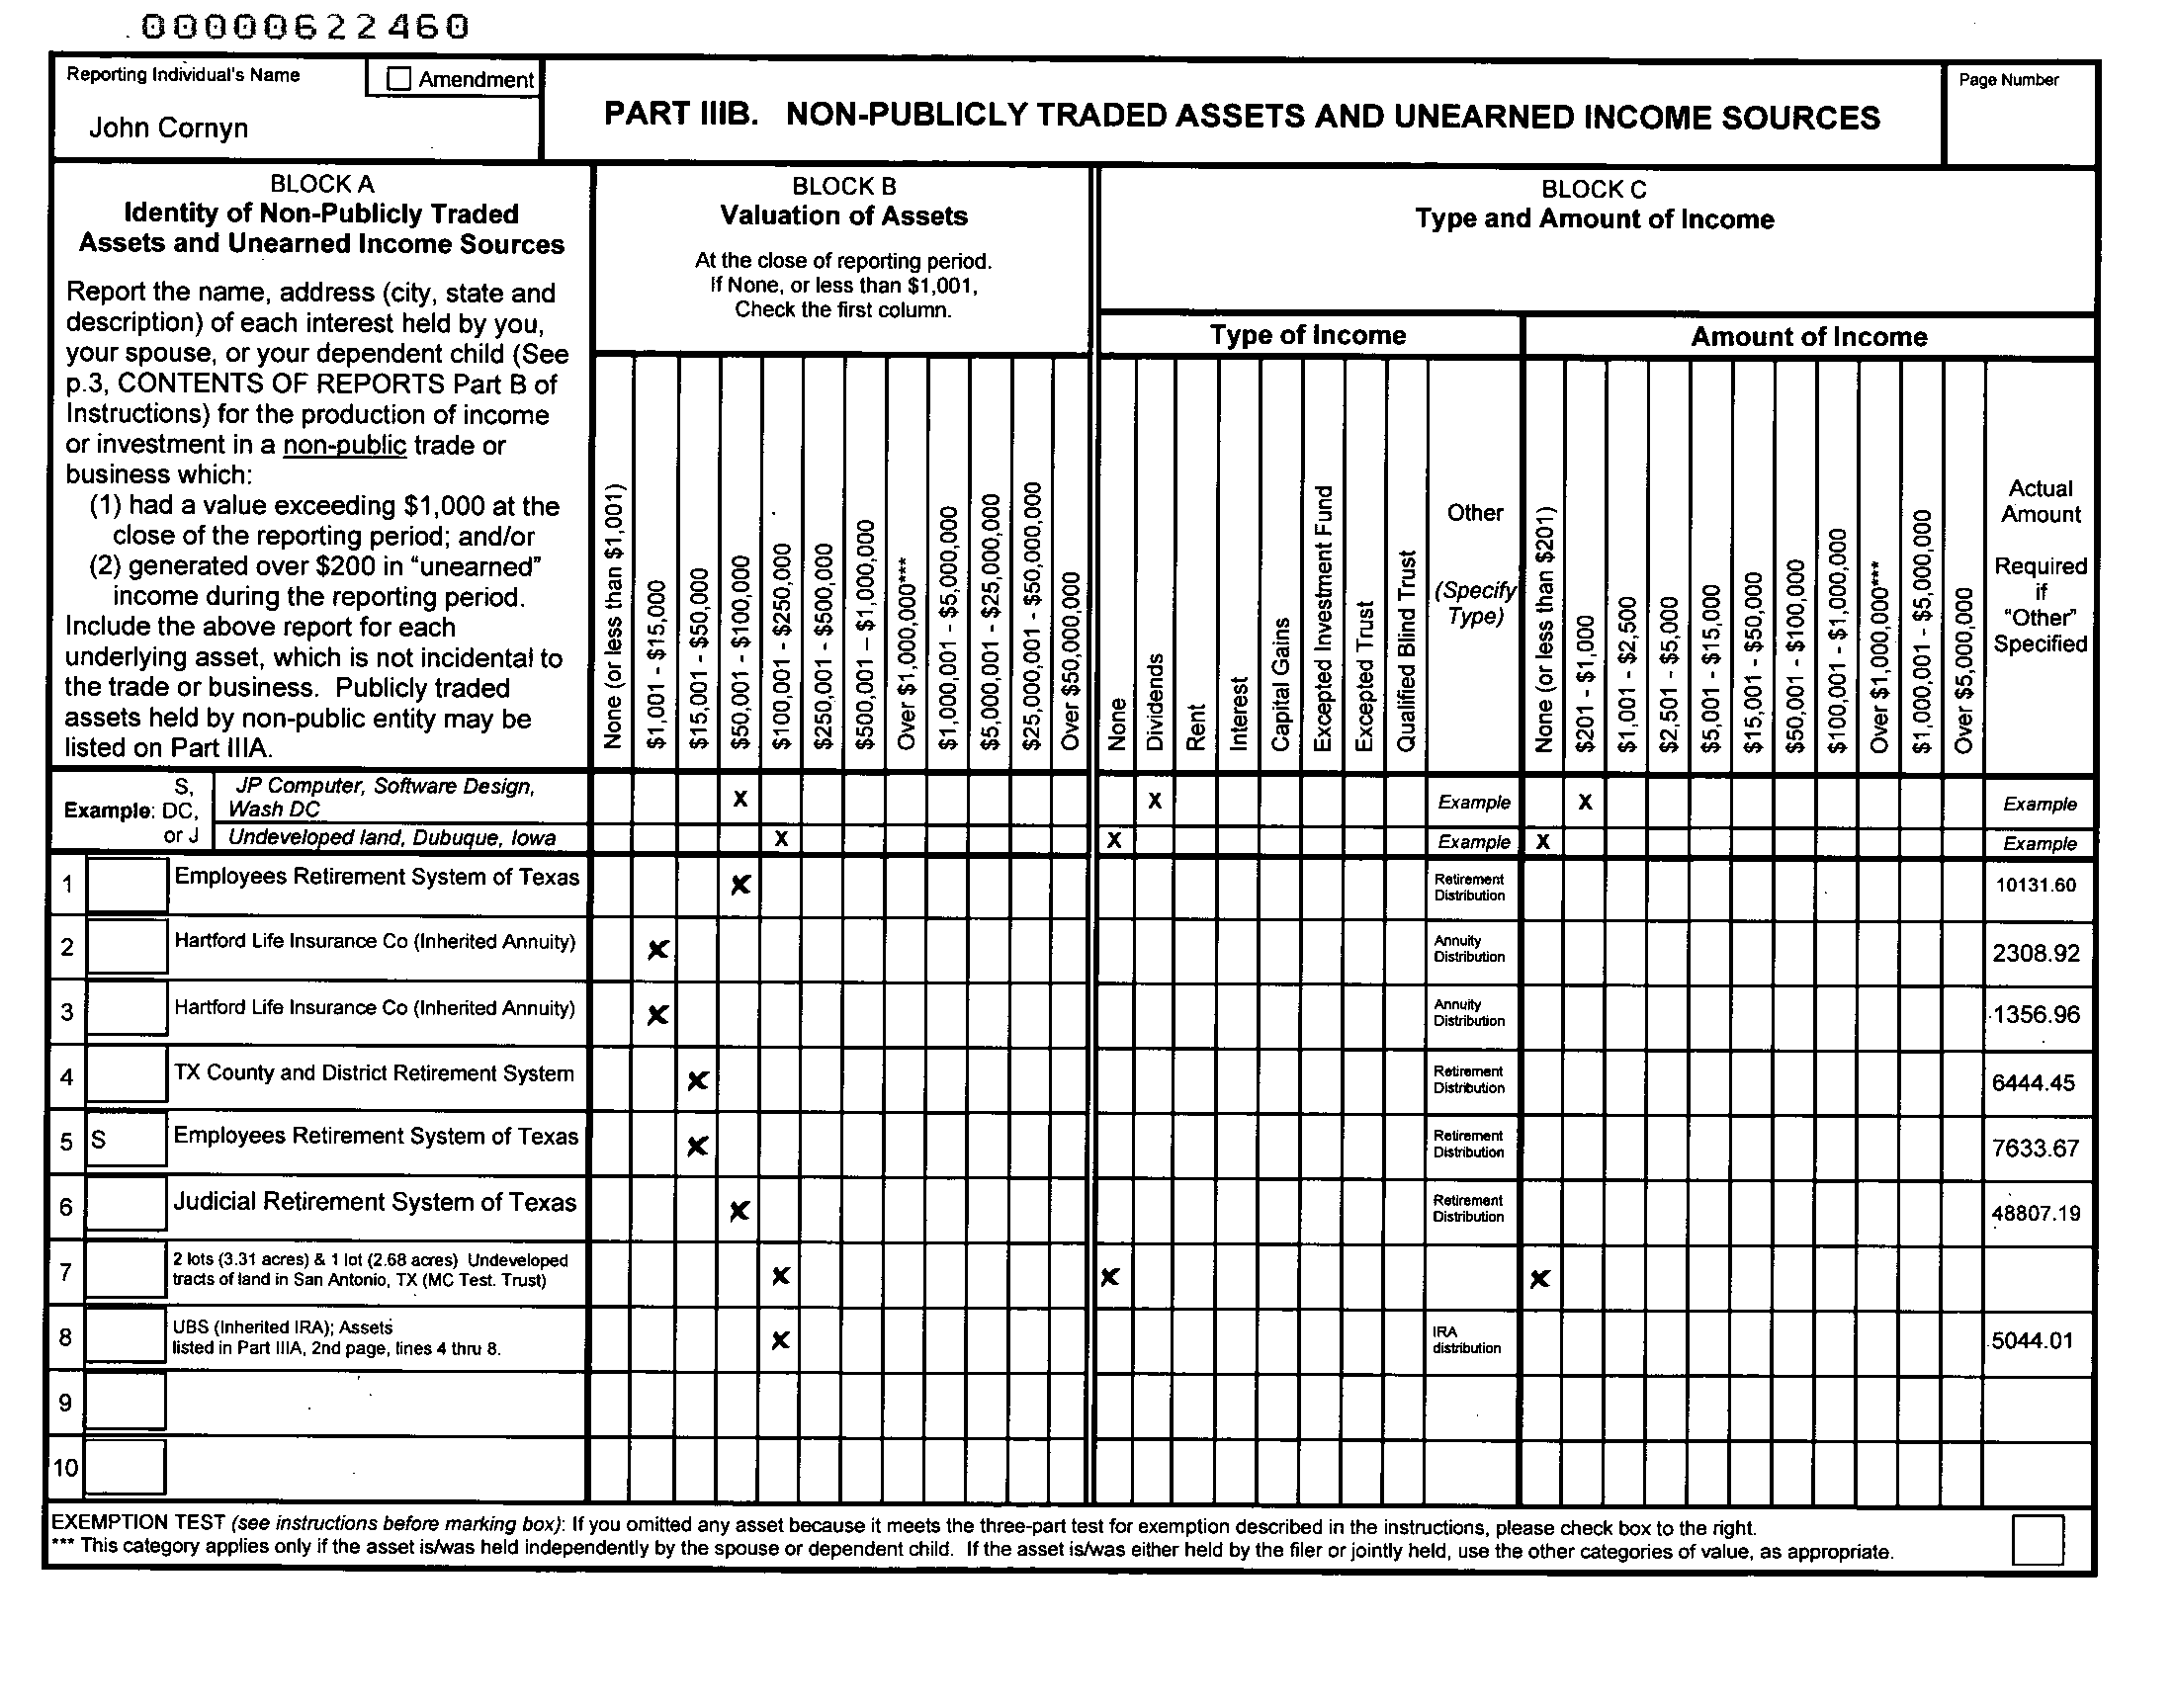 00000622460
Reporting Individual's Name
Amendment
John Cornyn
PART IIIB. NON-PUBLICLY TRADED ASSETS AND UNEARNED INCOME SOURCES
Page Number
BLOCK A
Identity of Non-Publicly Traded
Assets and Unearned Income Sources
Report the name, address (city, state and
description) of each interest held by you,
your spouse, or your dependent child (See
p.3, CONTENTS OF REPORTS Part B of
Instructions) for the production of income
or investment in a non-public trade or
business which:
(1) had a value exceeding $1,000 at the
close of the reporting period; and/or
(2) generated over $200 in "unearned"
income during the reporting period.
Include the above report for each
underlying asset, which is not incidental to
the trade or business. Publicly traded
assets held by non-public entity may be
listed on Part IIIA.
BLOCK B
Valuation of Assets
At the close of reporting period.
If None, or less than $1,001,
Check the first column.
None (or less than $1,001)
$1,001 - $15,000
$15,001 - $50,000
$50,001 - $100,000
$100,001 - $250,000
$250,001 - $500,000
$500,001 – $1,000,000
Over $1,000,000***
$1,000,001 - $5,000,000
$5,000,001 - $25,000,000
$25,000,001 - $50,000,000
Over $50,000,000
BLOCK C
Type and Amount of Income
Type of Income
None
Dividends
Rent
Interest
Capital Gains
Excepted Investment Fund
Excepted Trust
Qualified Blind Trust
Other
(Specify
Type)
Amount of Income
None (or less than $201)
$201 - $1,000
$1,001 - $2,500
$2,501 - $5,000
$5,001 - $15,000
$15,001 - $50,000
$50,001 - $100,000
$100,001 - $1,000,000
Over $1,000,000***
$1,000,001 - $5,000,000
Over $5,000,000
Actual
Amount
Required
if
"Other"
Specified
Example:
S,
DC,
or J
JP Computer, Software Design,
Wash DC
X X Example X Example
Undeveloped land, Dubuque, Iowa X X Example X Example
1 Employees Retirement System of Texas X Retirement
Distribution 10131.60
2 Hartford Life Insurance Co (Inherited Annuity) X Annuity
Distribution 2308.92
3 Hartford Life Insurance Co (Inherited Annuity) X Annuity
Distribution 1356.96
4 TX County and District Retirement System X Retirement
Distribution 6444.45
5 S Employees Retirement System of Texas X Retirement
Distribution 7633.67
6 Judicial Retirement System of Texas X Retirement
Distribution 48807.19
7 2 lots (3.31 acres) & 1 lot (2.68 acres) Undeveloped
tracts of land in San Antonio, TX (MC Test. Trust) X X X
8 UBS (Inherited IRA); Assets
listed in Part IIIA, 2nd page, lines 4 thru 8. X IRA
distribution 5044.01
9
10
EXEMPTION TEST (see instructions before marking box): If you omitted any asset because it meets the three-part test for exemption described in the instructions, please check box to the right.
*** This category applies only if the asset is/was held independently by the spouse or dependent child. If the asset is/was either held by the filer or jointly held, use the other categories of value, as appropriate.